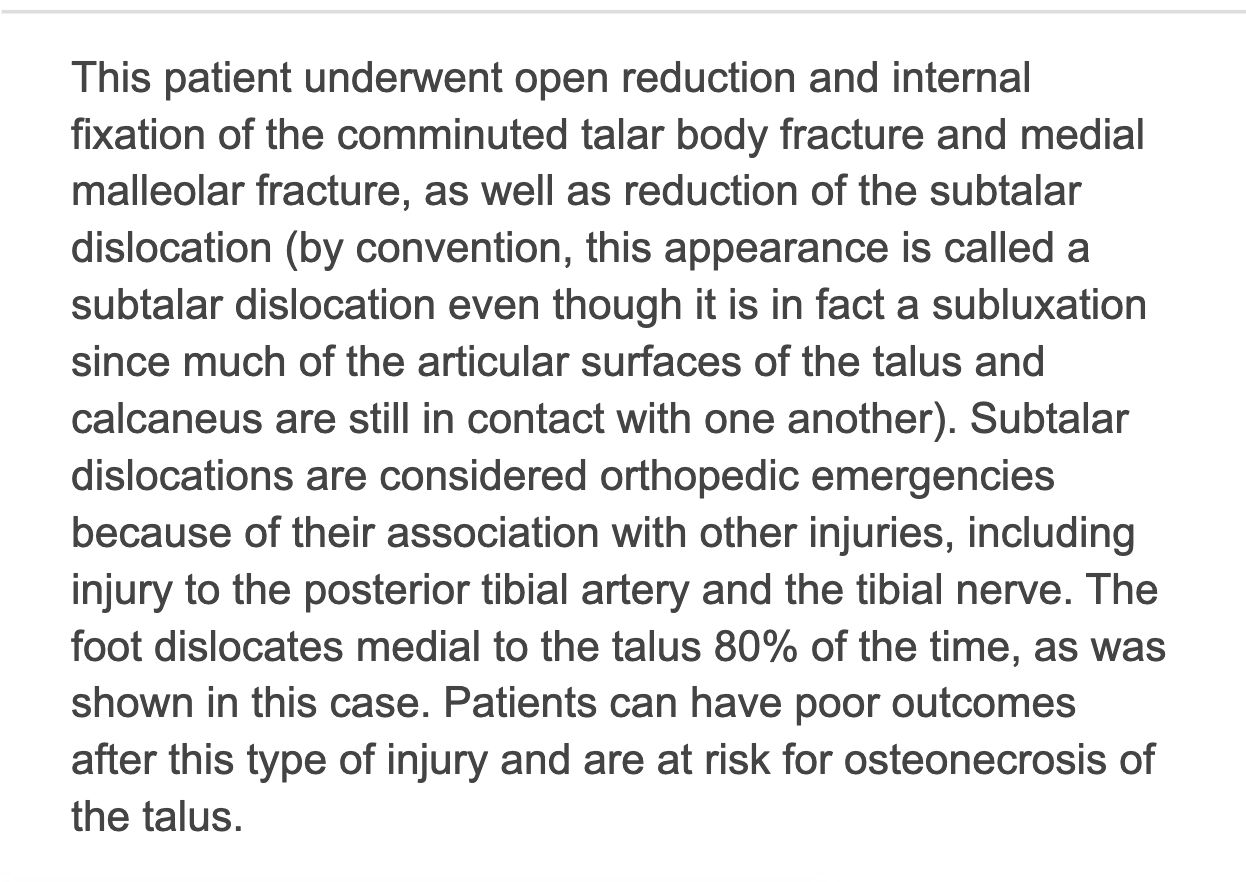 This patient underwent open reduction and internal
fixation of the comminuted talar body fracture and medial
malleolar fracture, as well as reduction of the subtalar
dislocation (by convention, this appearance is called a
subtalar dislocation even though it is in fact a subluxation
since much of the articular surfaces of the talus and
calcaneus are still in contact with one another). Subtalar
dislocations are considered orthopedic emergencies
because of their association with other injuries, including
injury to the posterior tibial artery and the tibial nerve. The
foot dislocates medial to the talus 80% of the time, as was
shown in this case. Patients can have poor outcomes
after this type of injury and are at risk for osteonecrosis of
the talus.